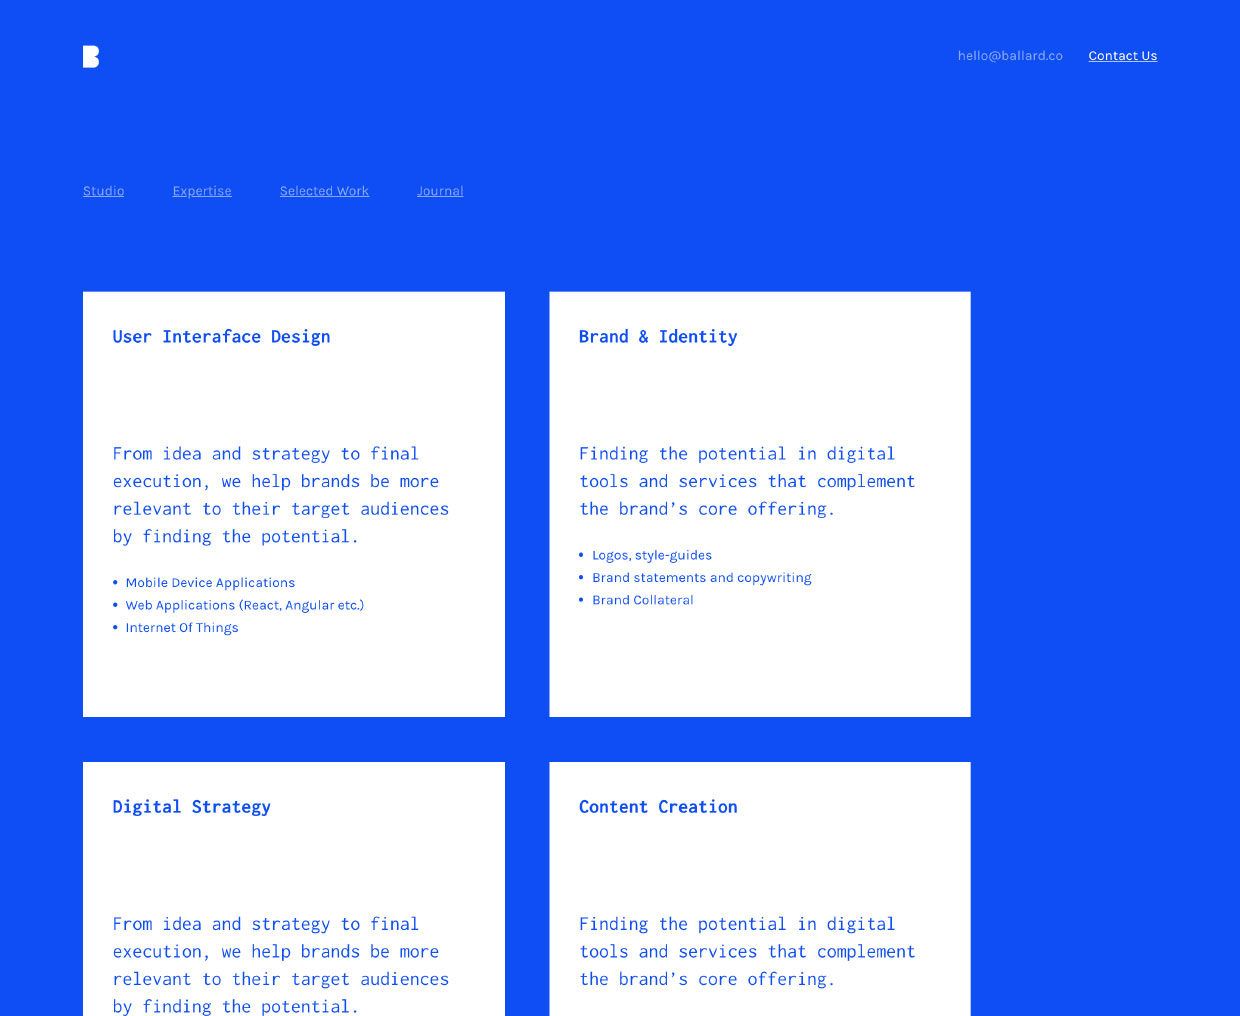 B
hello@ballard.co
Contact Us
Studio
Expertise
Selected Work
Journal
User Interaface Design
From idea and strategy to final
execution, we help brands be more
relevant to their target audiences
by finding the potential.
• Mobile Device Applications
• Web Applications (React, Angular etc.)
• Internet Of Things
Brand & Identity
Finding the potential in digital
tools and services that complement
the brand’s core offering.
• Logos, style-guides
• Brand statements and copywriting
• Brand Collateral
Digital Strategy
From idea and strategy to final
execution, we help brands be more
relevant to their target audiences
by finding the potential.
Content Creation
Finding the potential in digital
tools and services that complement
the brand’s core offering.